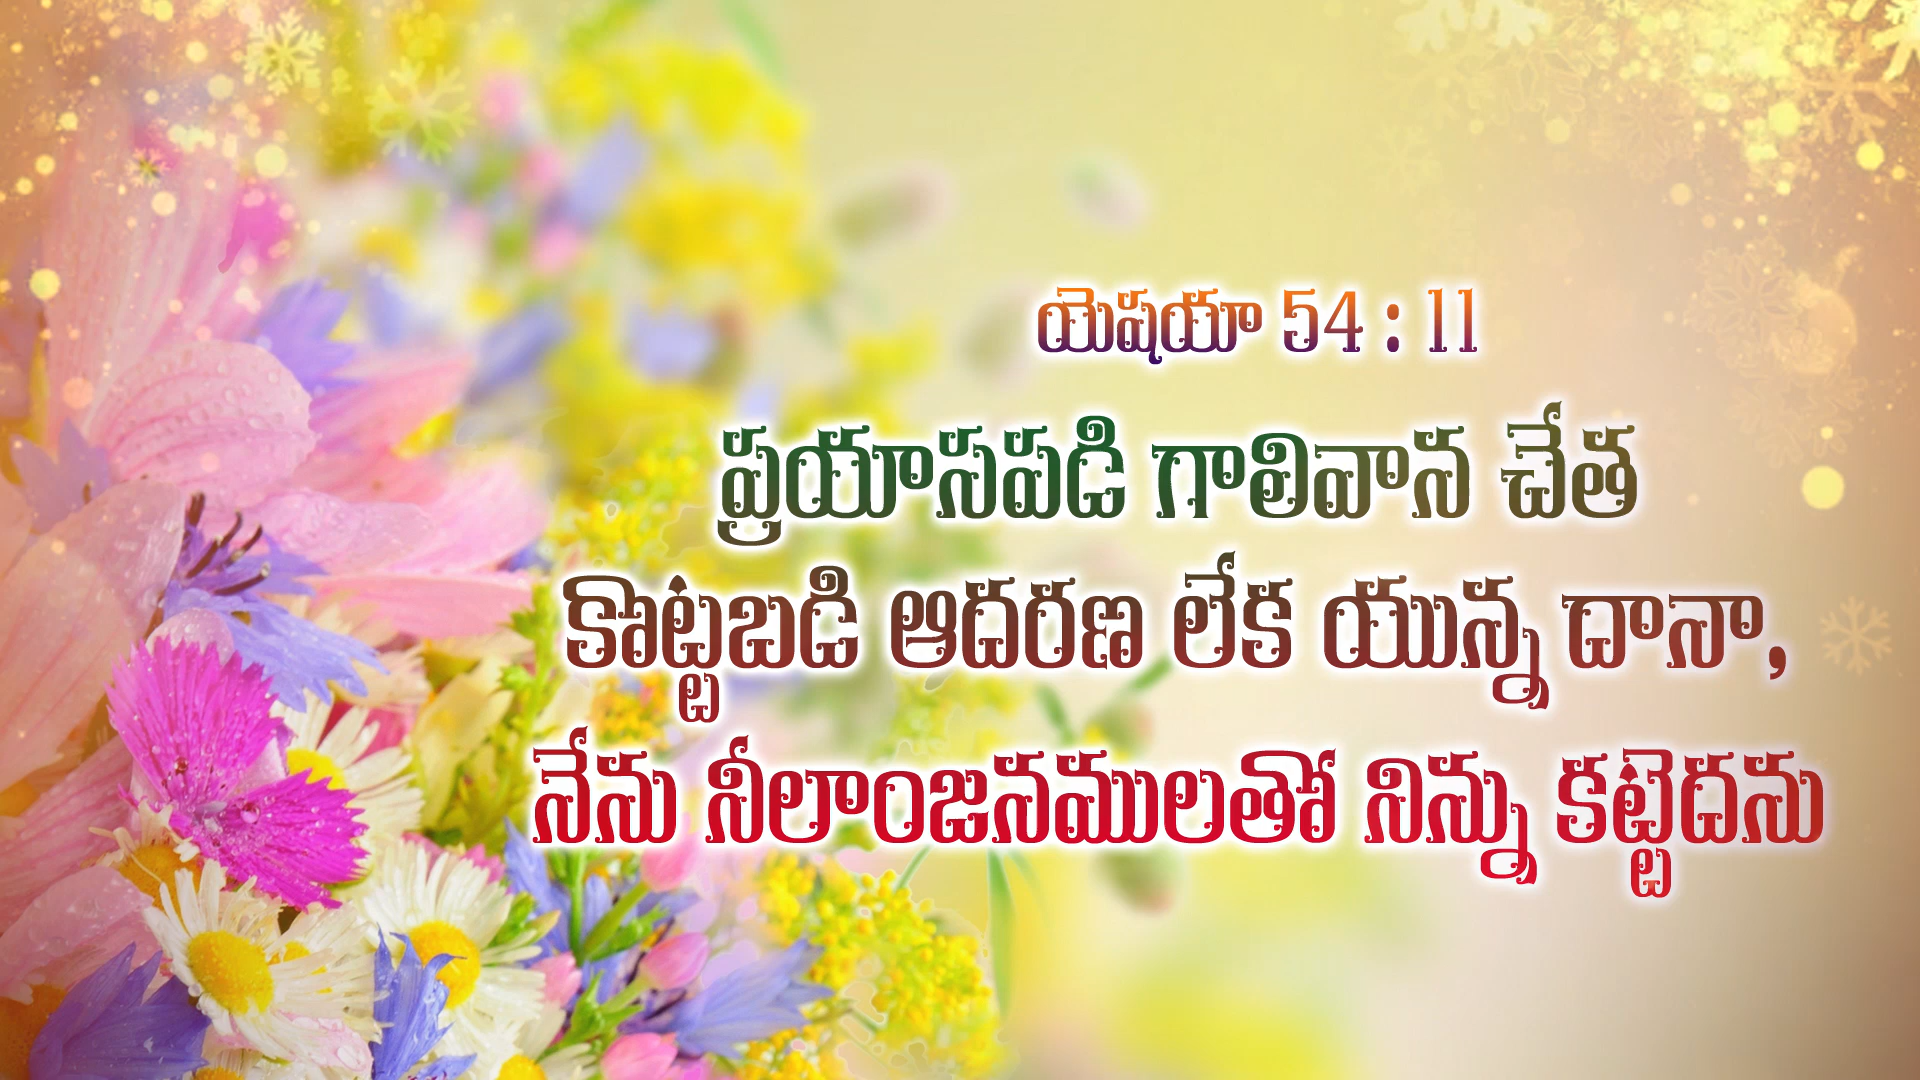 యెషయా 54 : 11
ప్రయాసపడి గాలివాన చేత
కొట్టబడి ఆదరణ లేక యున్న దానా,
నేను నీలాంజనములతో నిన్ను కట్టెదను